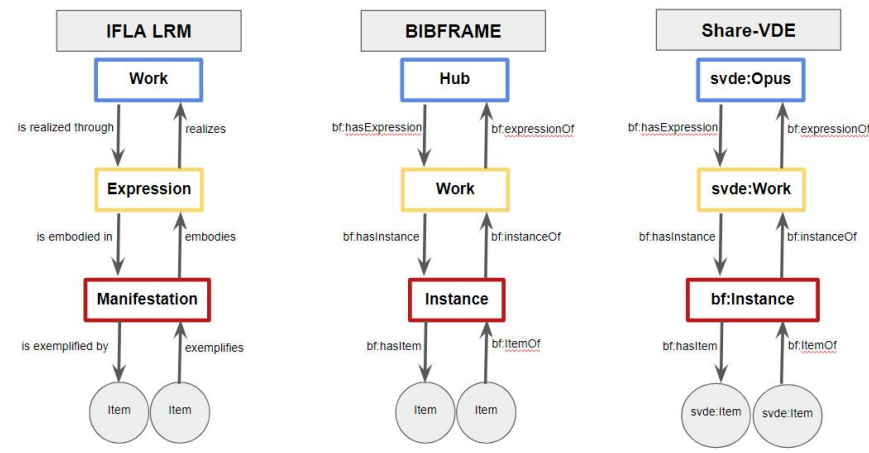 IFLA LRM
Work
is realized through
realizes
Expression
is embodied in
embodies
Manifestation
is exemplified by
exemplifies
Item
Item
BIBFRAME
Hub
bf:hasExpression
bf:expressionOf
Work
bf:hasInstance
bf:instanceOf
Instance
bf:hasItem
bf:ItemOf
Item
Item
Share-VDE
svde:Opus
bf:hasExpression
bf:expressionOf
svde:Work
bf:hasInstance
bf:instanceOf
bf:Instance
bf:hasItem
bf:ItemOf
svde:Item
svde:Item